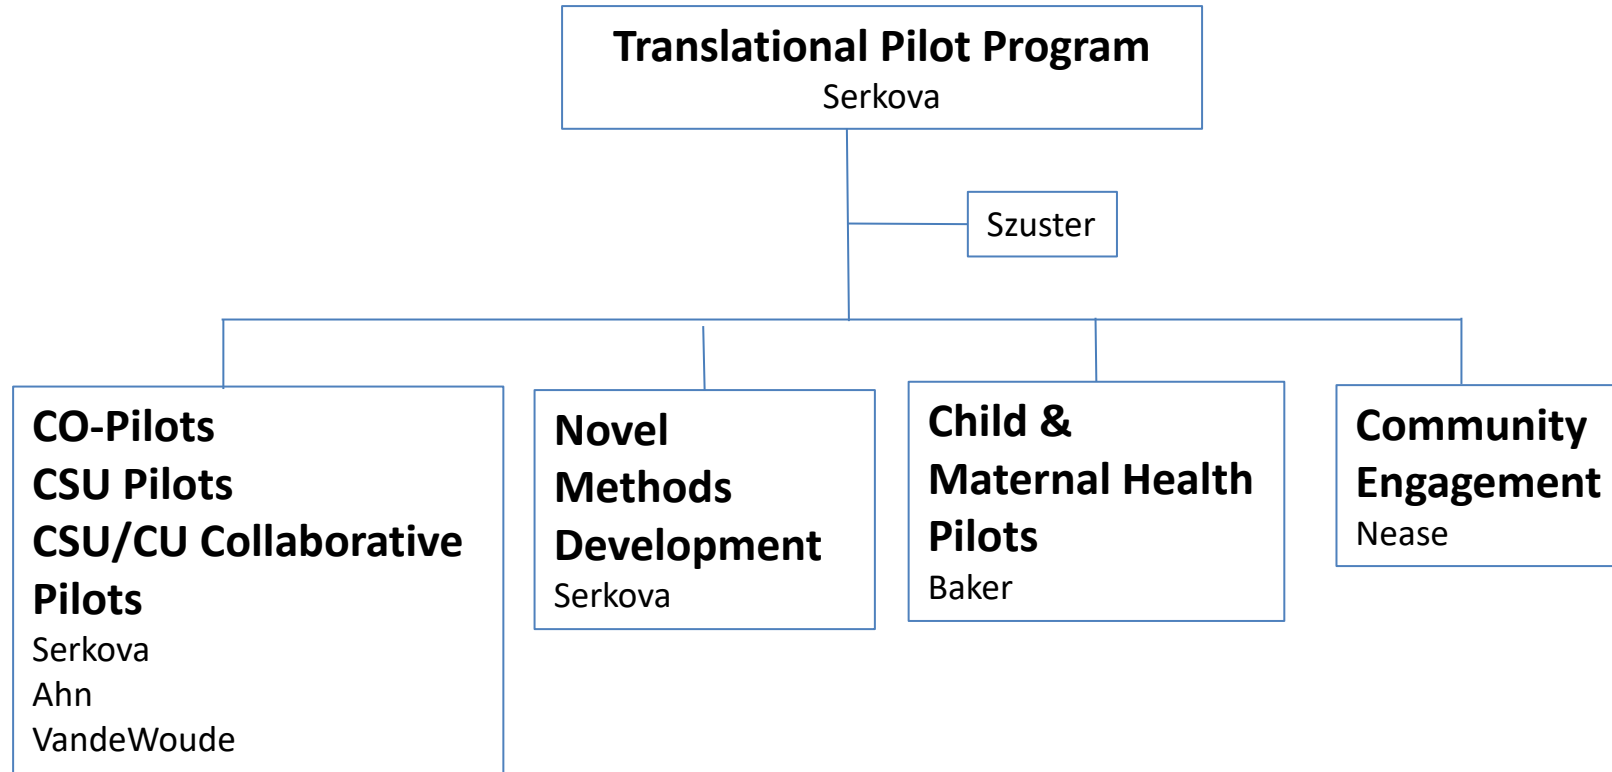 Translational Pilot Program
Serkova
Szuster
CO-Pilots
CSU Pilots
CSU/CU Collaborative
Pilots
Serkova
Ahn
VandeWoude
Novel
Methods
Development
Serkova
Child &
Maternal Health
Pilots
Baker
Community
Engagement
Nease